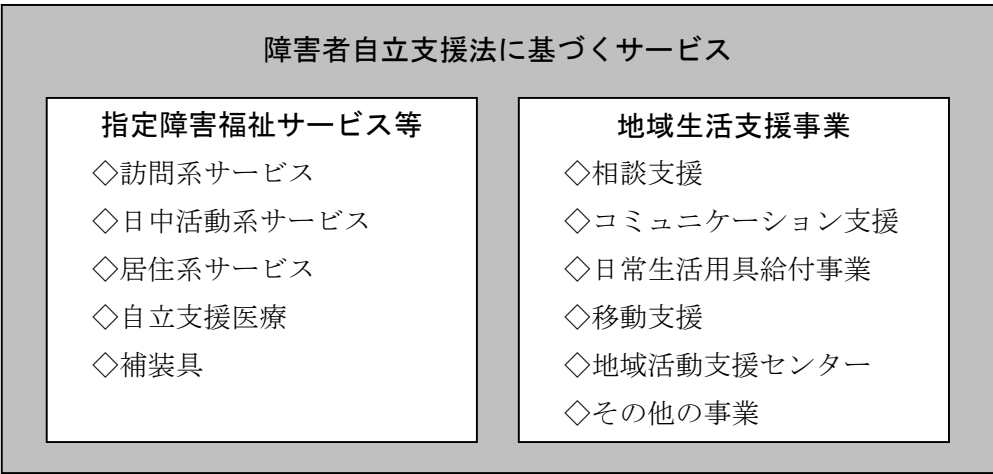 障害者自立支援法に基づくサービス
指定障害福祉サービス等
◇訪問系サービス
◇日中活動系サービス
◇居住系サービス
◇自立支援医療
◇補装具
地域生活支援事業
◇相談支援
◇コミュニケーション支援
◇日常生活用具給付事業
◇移動支援
◇地域活動支援センター
◇その他の事業